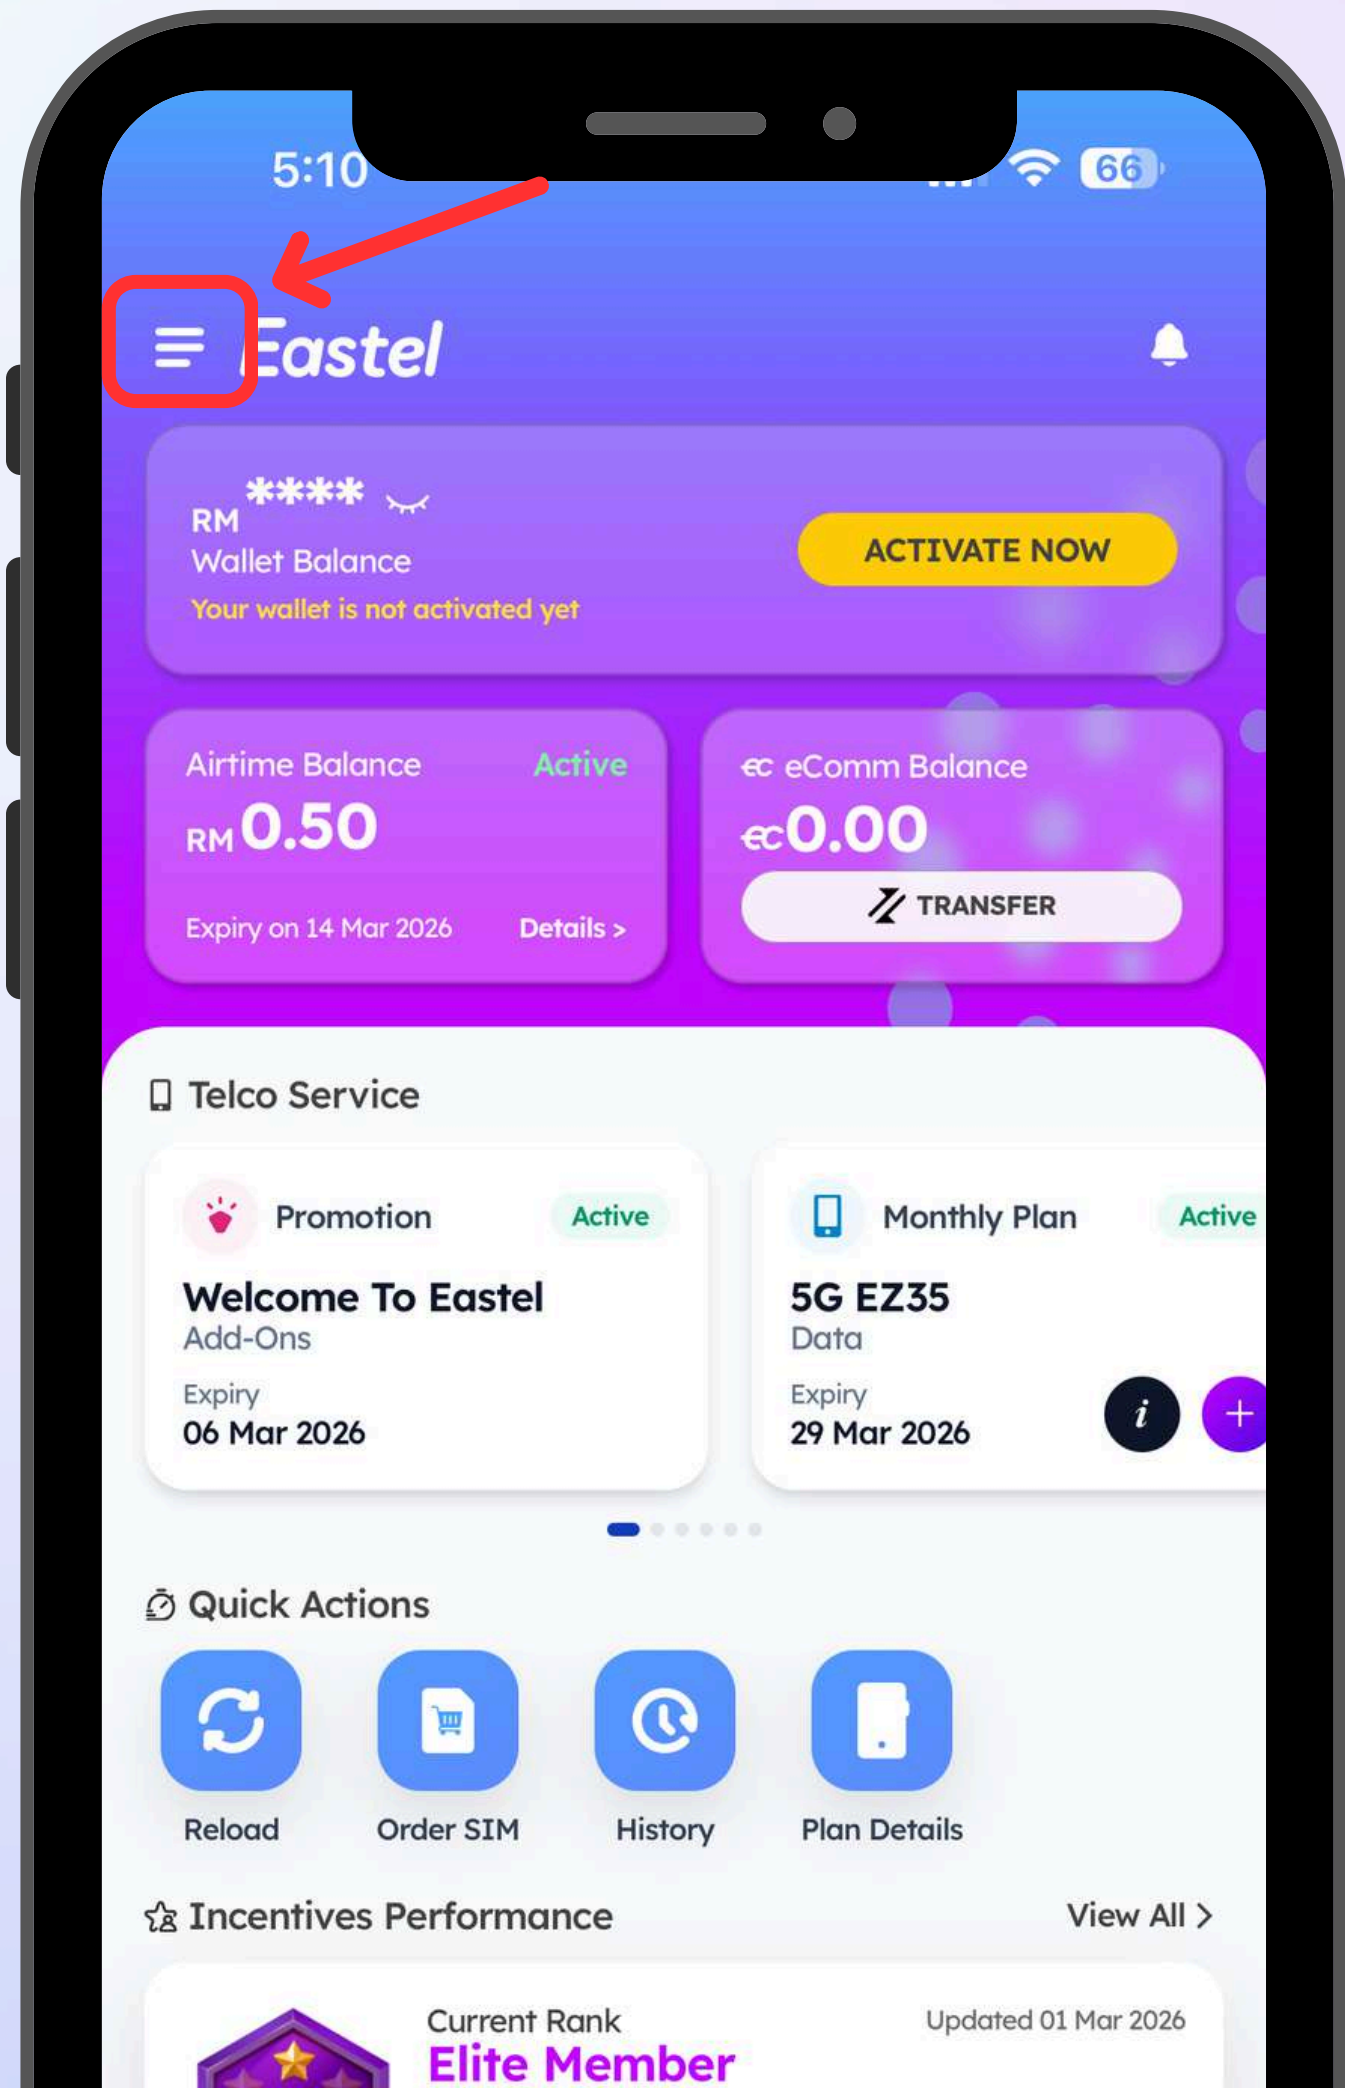 5:10
66
Eastel
RM ****
Wallet Balance
Your wallet is not activated yet
ACTIVATE NOW
Airtime Balance
Active
RM 0.50
Expiry on 14 Mar 2026
Details >
eComm Balance
0.00
TRANSFER
Telco Service
Promotion
Active
Welcome To Eastel
Add-Ons
Expiry
06 Mar 2026
Monthly Plan
Active
5G EZ35
Data
Expiry
29 Mar 2026
i
+
Quick Actions
Reload
Order SIM
History
Plan Details
Incentives Performance
View All >
Current Rank
Updated 01 Mar 2026
Elite Member